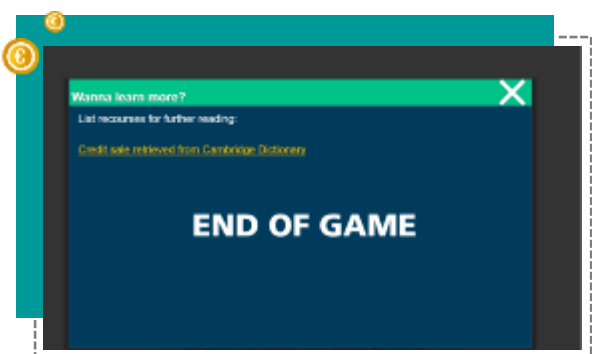 Wanna learn more?
List recourses for further reading:
Credit sale retrieved from Cambridge Dictionary
END OF GAME